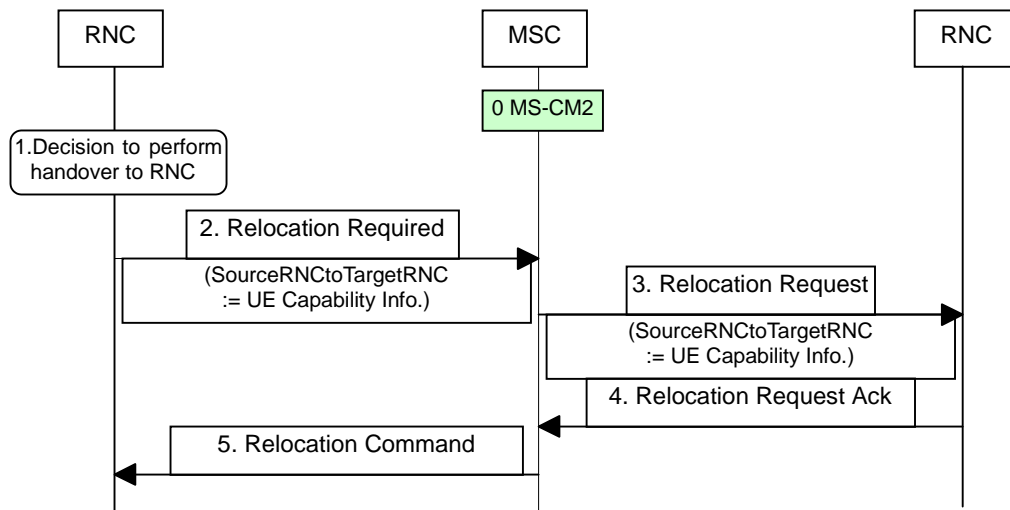 RNC
MSC
RNC
0 MS-CM2
1.Decision to perform
handover to RNC
2. Relocation Required
(SourceRNCtoTargetRNC
:= UE Capability Info.)
3. Relocation Request
(SourceRNCtoTargetRNC
:= UE Capability Info.)
4. Relocation Request Ack
5. Relocation Command